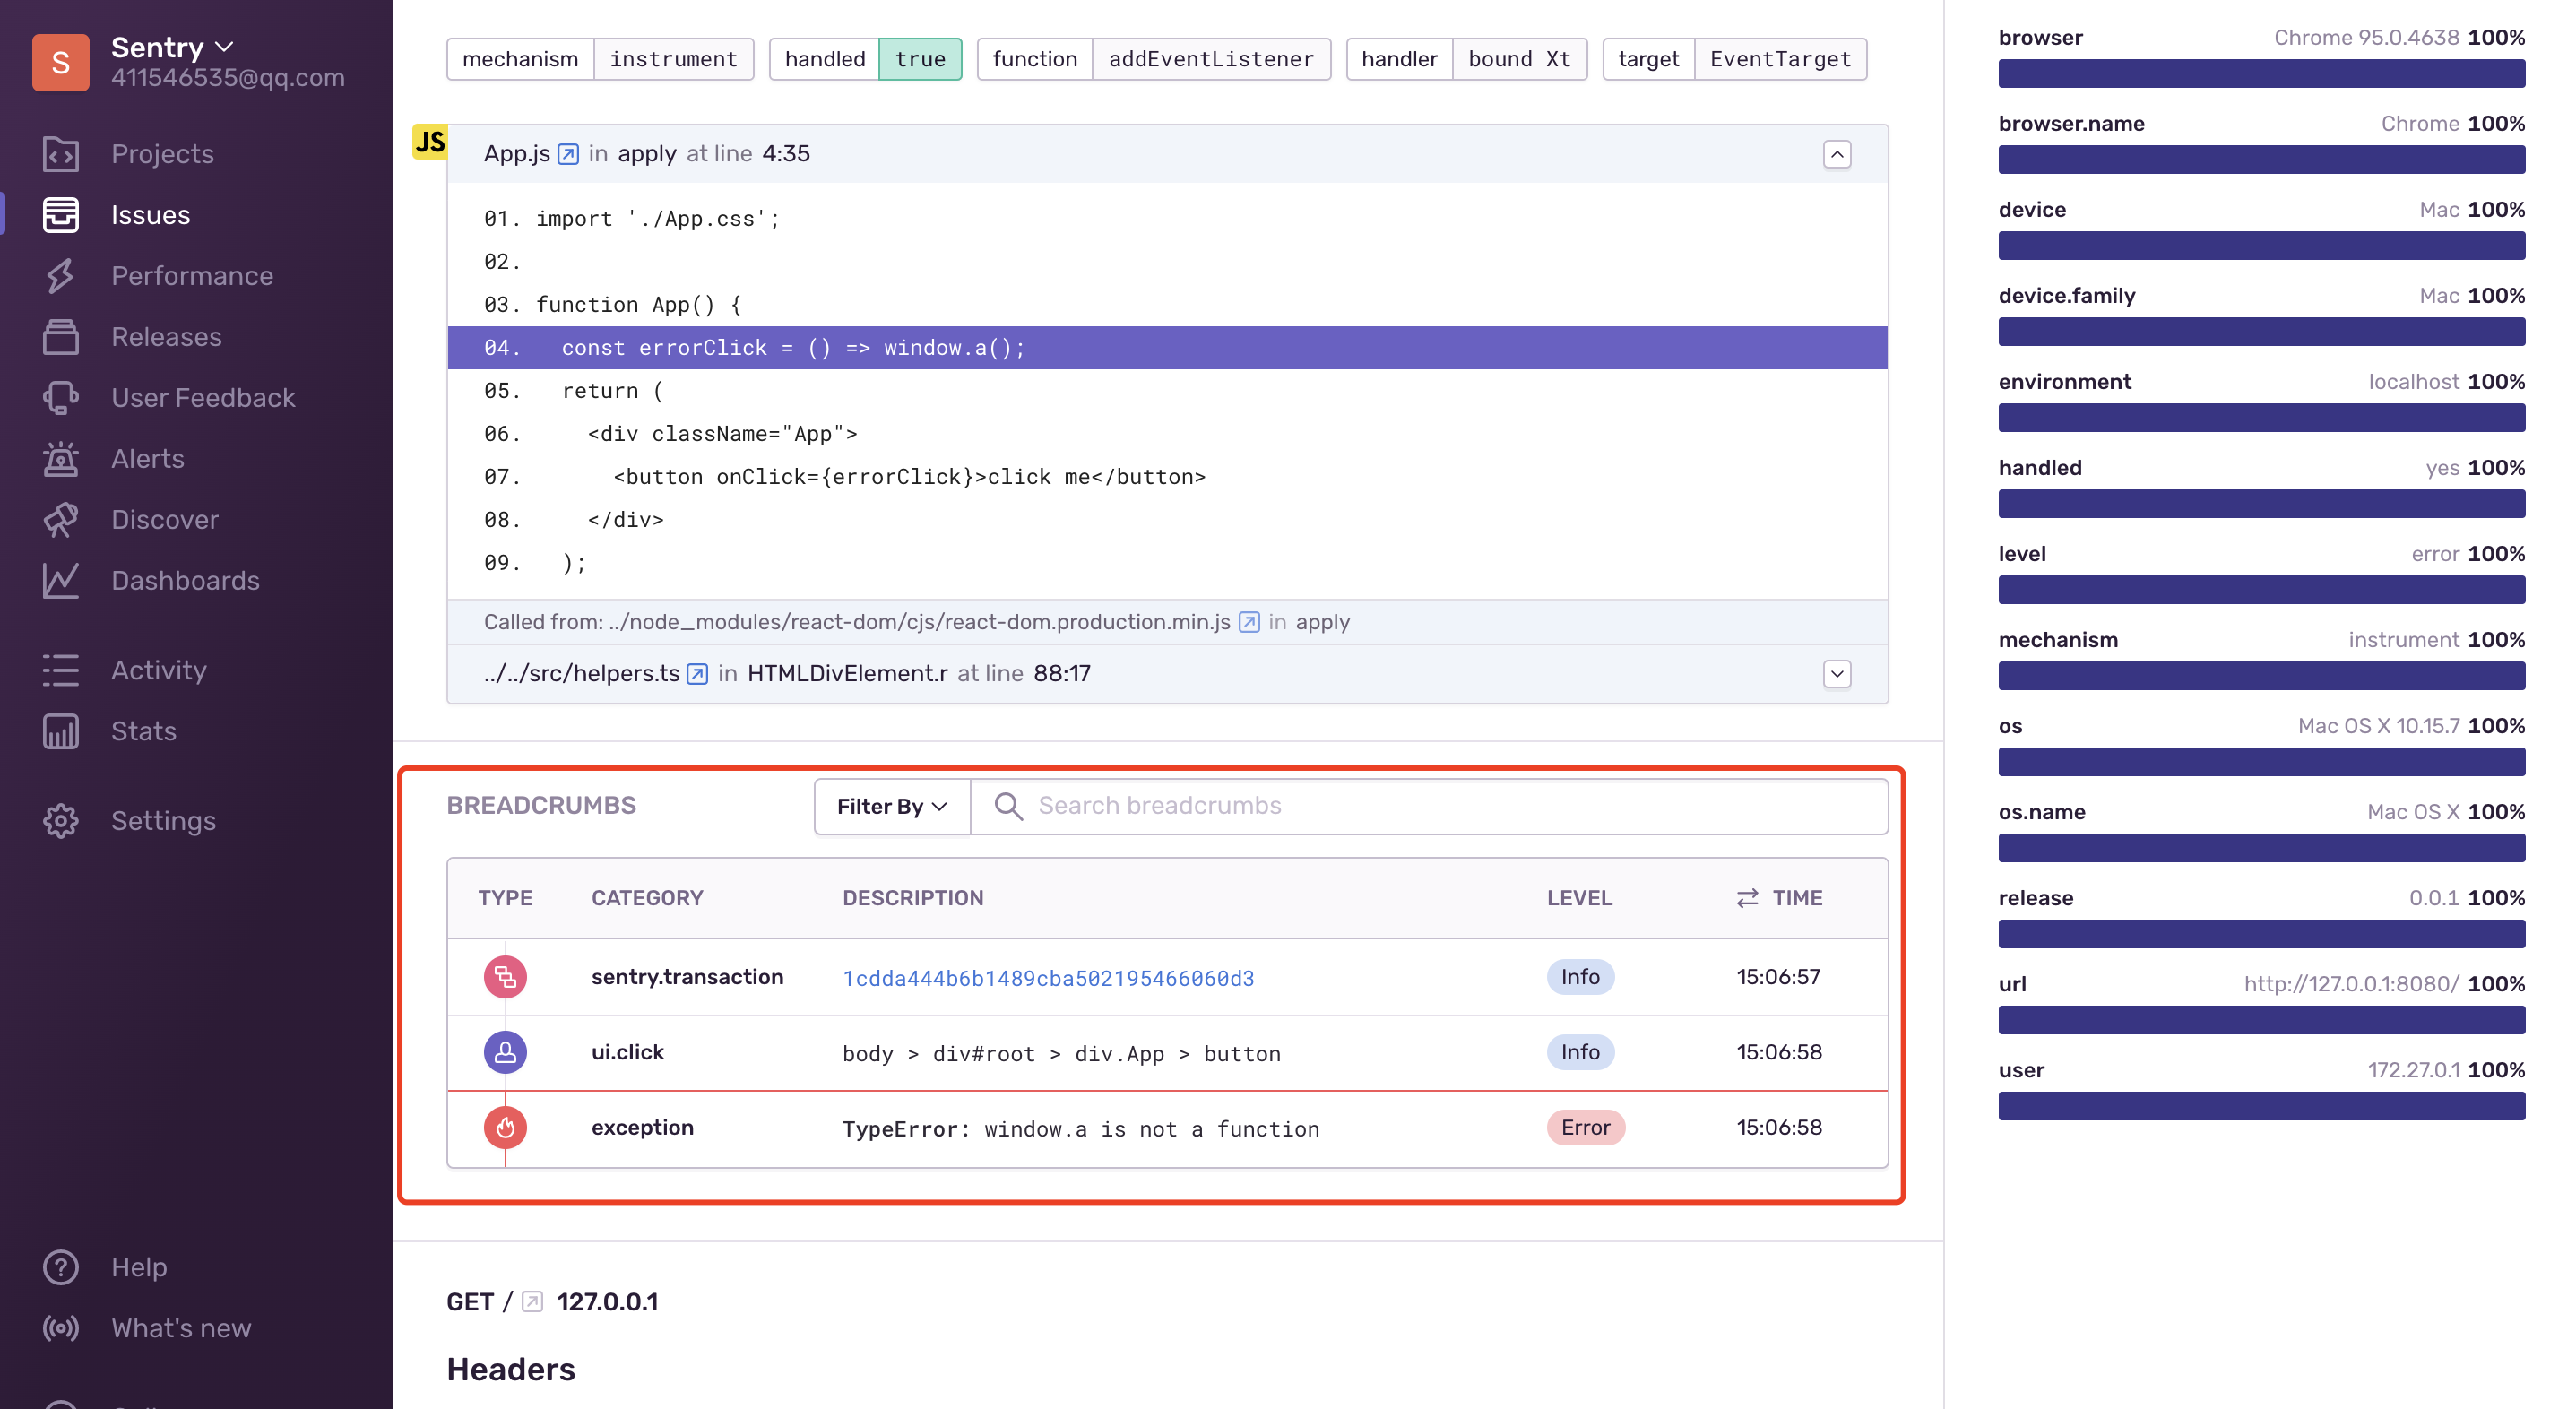 S
Sentry
411546535@qq.com
Projects
Issues
Performance
Releases
User Feedback
Alerts
Discover
Dashboards
Activity
Stats
Settings
Help
What's new
mechanism instrument handled true function addEventListener handler bound Xt target EventTarget
JS
App.js in apply at line 4:35
01. import './App.css';
02.
03. function App() {
04. const errorClick = () => window.a();
05. return (
06. <div className="App">
07. <button onClick={errorClick}>click me</button>
08. </div>
09. );
Called from: ../node_modules/react-dom/cjs/react-dom.production.min.js in apply
../../src/helpers.ts in HTMLDivElement.r at line 88:17
BREADCRUMBS Filter By Search breadcrumbs
TYPE CATEGORY DESCRIPTION LEVEL TIME
sentry.transaction 1cdda444b6b1489cba502195466060d3 Info 15:06:57
ui.click body > div#root > div.App > button Info 15:06:58
exception TypeError: window.a is not a function Error 15:06:58
GET / 127.0.0.1
Headers
browser Chrome 95.0.4638 100%
browser.name Chrome 100%
device Mac 100%
device.family Mac 100%
environment localhost 100%
handled yes 100%
level error 100%
mechanism instrument 100%
os Mac OS X 10.15.7 100%
os.name Mac OS X 100%
release 0.0.1 100%
url http://127.0.0.1:8080/ 100%
user 172.27.0.1 100%